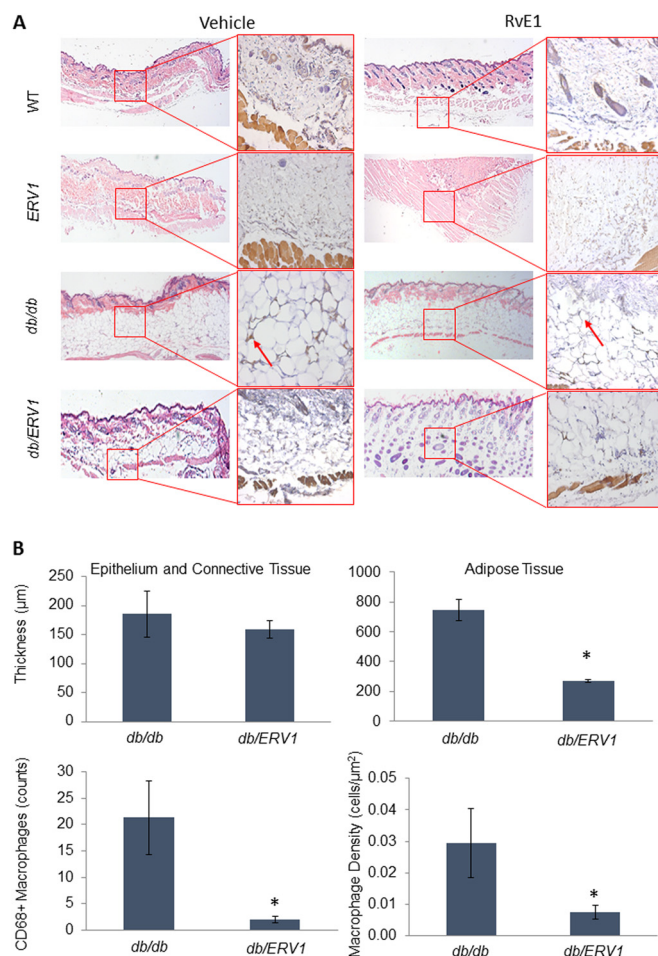 A
Vehicle
RvE1
WT
ERV1
db/db
db/ERV1
B
Epithelium and Connective Tissue
Thickness (µm)
250
200
150
100
50
0
db/db
db/ERV1
Adipose Tissue
1000
800
600
400
200
0
*
db/db
db/ERV1
CD68+ Macrophages (counts)
30
25
20
15
10
5
0
*
db/db
db/ERV1
Macrophage Density (cells/µm²)
0.05
0.04
0.03
0.02
0.01
0.00
*
db/db
db/ERV1